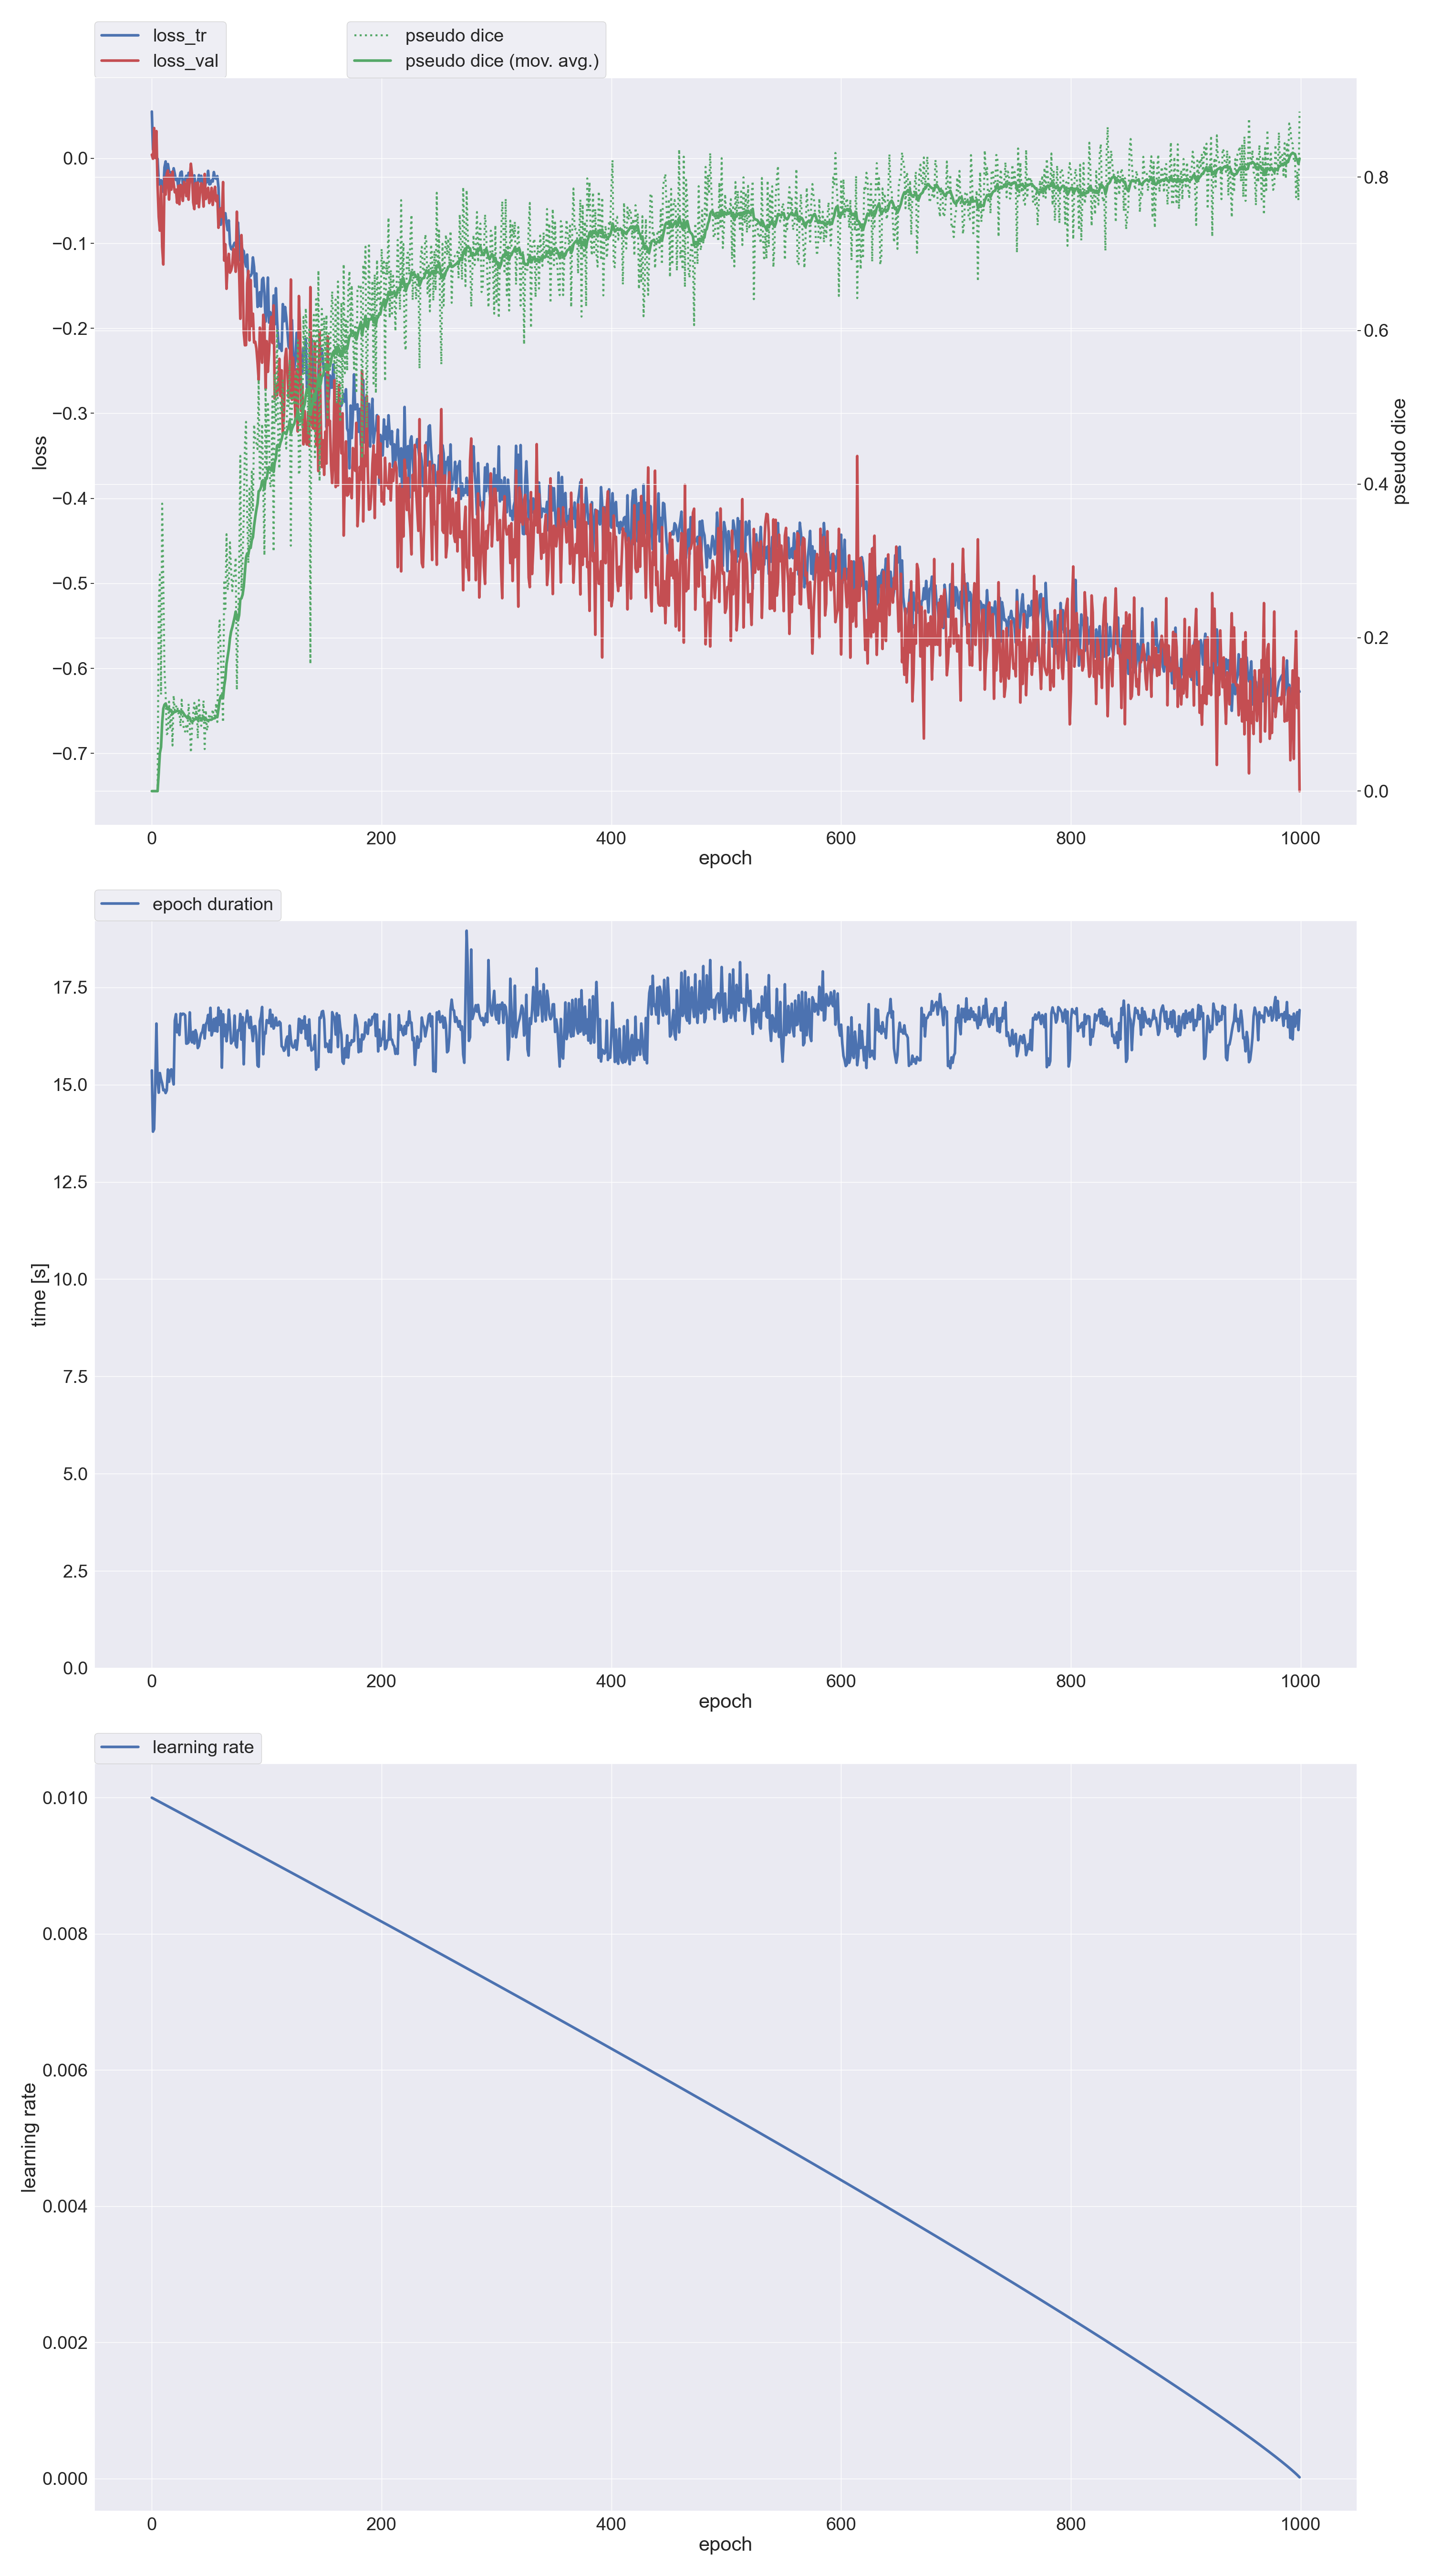 loss_tr
loss_val
pseudo dice
pseudo dice (mov. avg.)
0.0
−0.1
−0.2
−0.3
−0.4
−0.5
−0.6
−0.7
loss
0.8
0.6
0.4
0.2
0.0
pseudo dice
0 200 400 600 800 1000
epoch
epoch duration
17.5
15.0
12.5
10.0
7.5
5.0
2.5
0.0
time [s]
0 200 400 600 800 1000
epoch
learning rate
0.010
0.008
0.006
0.004
0.002
0.000
learning rate
0 200 400 600 800 1000
epoch